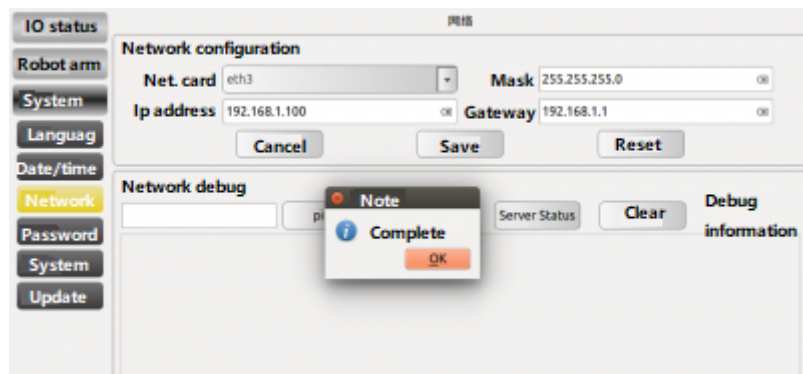 网络
IO status
Robot arm
System
Languag
Date/time
Network
Password
System
Update
Network configuration
Net. card eth3 Mask 255.255.255.0
Ip address 192.168.1.100 Gateway 192.168.1.1
Cancel Save Reset
Network debug
pi Server Status Clear Debug information
Note
Complete
OK